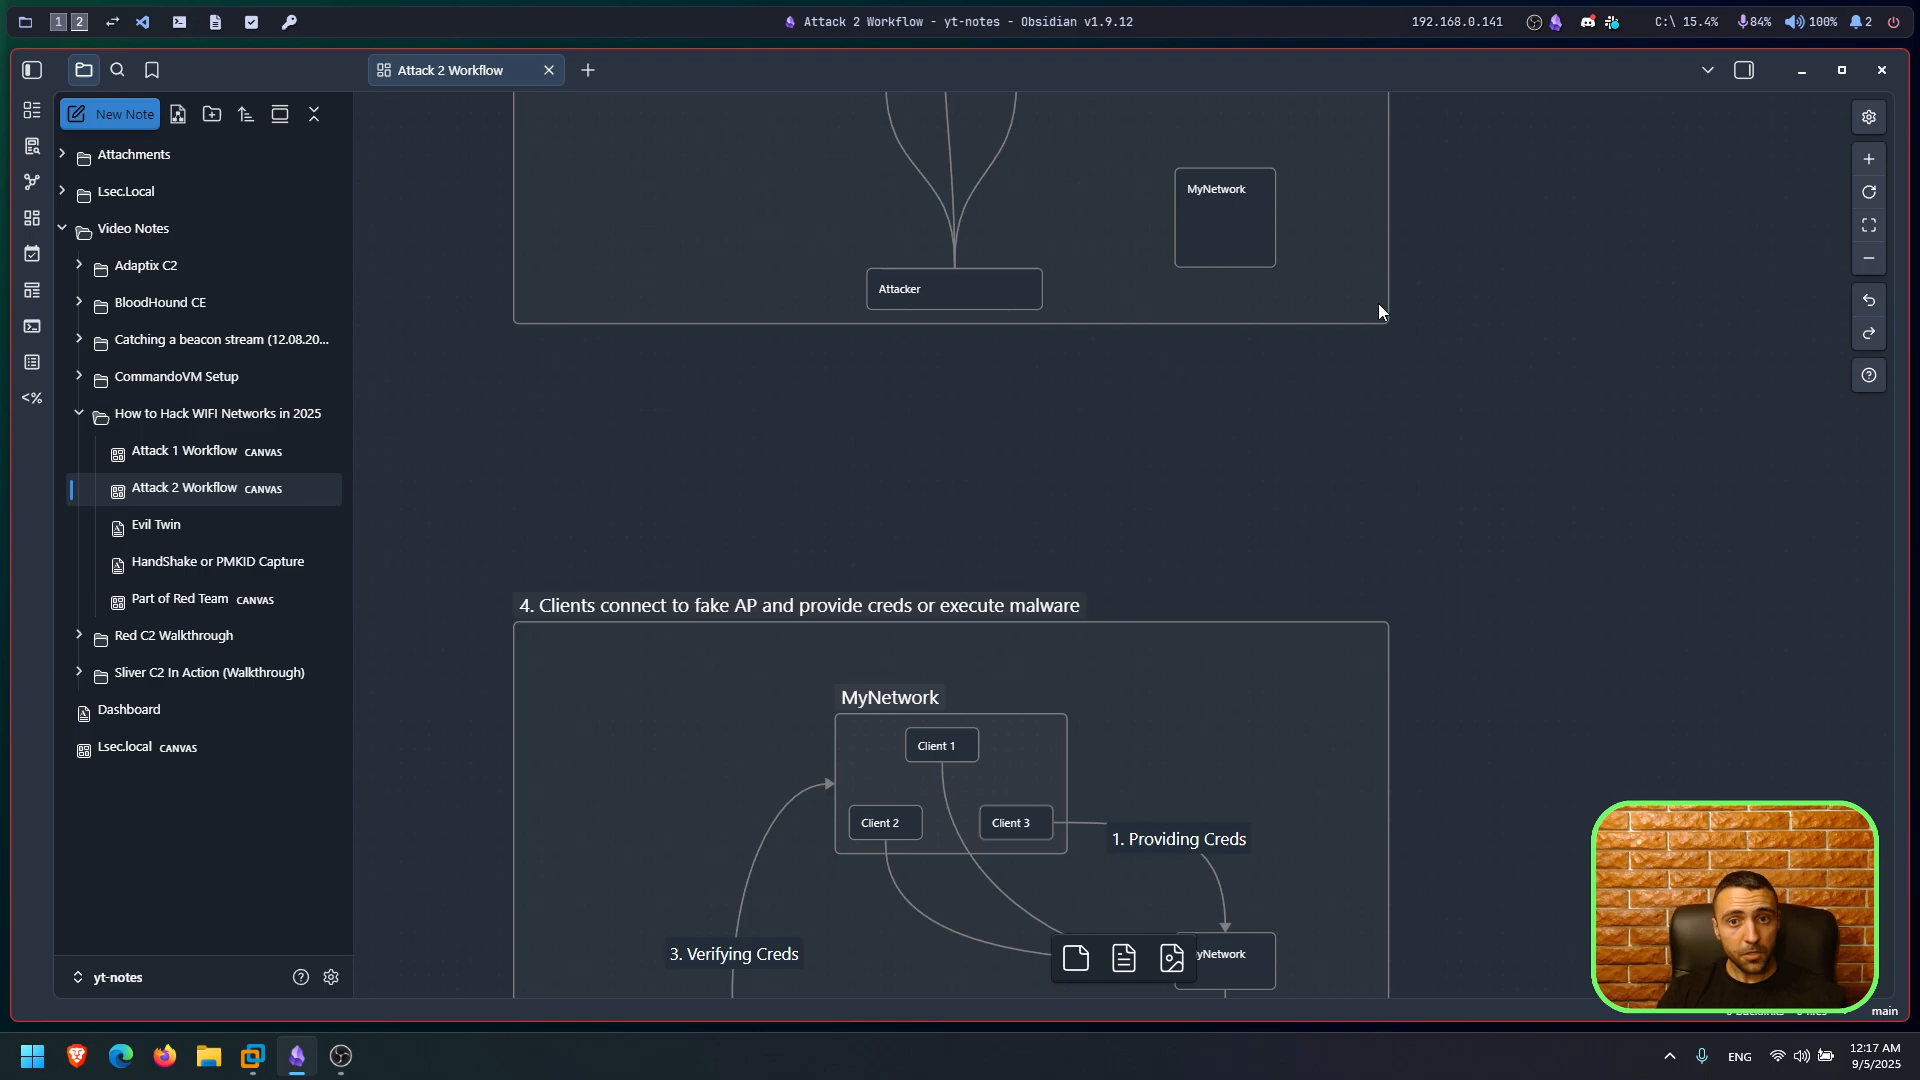 1 2
Attack 2 Workflow - yt-notes - Obsidian v1.9.12
192.168.0.141
C:\ 15.4%
84%
100%
2
Attack 2 Workflow
New Note
Attachments
Lsec.Local
Video Notes
Adaptix C2
BloodHound CE
Catching a beacon stream (12.08.20...
CommandoVM Setup
How to Hack WIFI Networks in 2025
Attack 1 Workflow CANVAS
Attack 2 Workflow CANVAS
Evil Twin
HandShake or PMKID Capture
Part of Red Team CANVAS
Red C2 Walkthrough
Sliver C2 In Action (Walkthrough)
Dashboard
Lsec.local CANVAS
yt-notes
<%
MyNetwork
Attacker
4. Clients connect to fake AP and provide creds or execute malware
MyNetwork
Client 1
Client 2
Client 3
1. Providing Creds
3. Verifying Creds
yNetwork
main
ENG
12:17 AM
9/5/2025